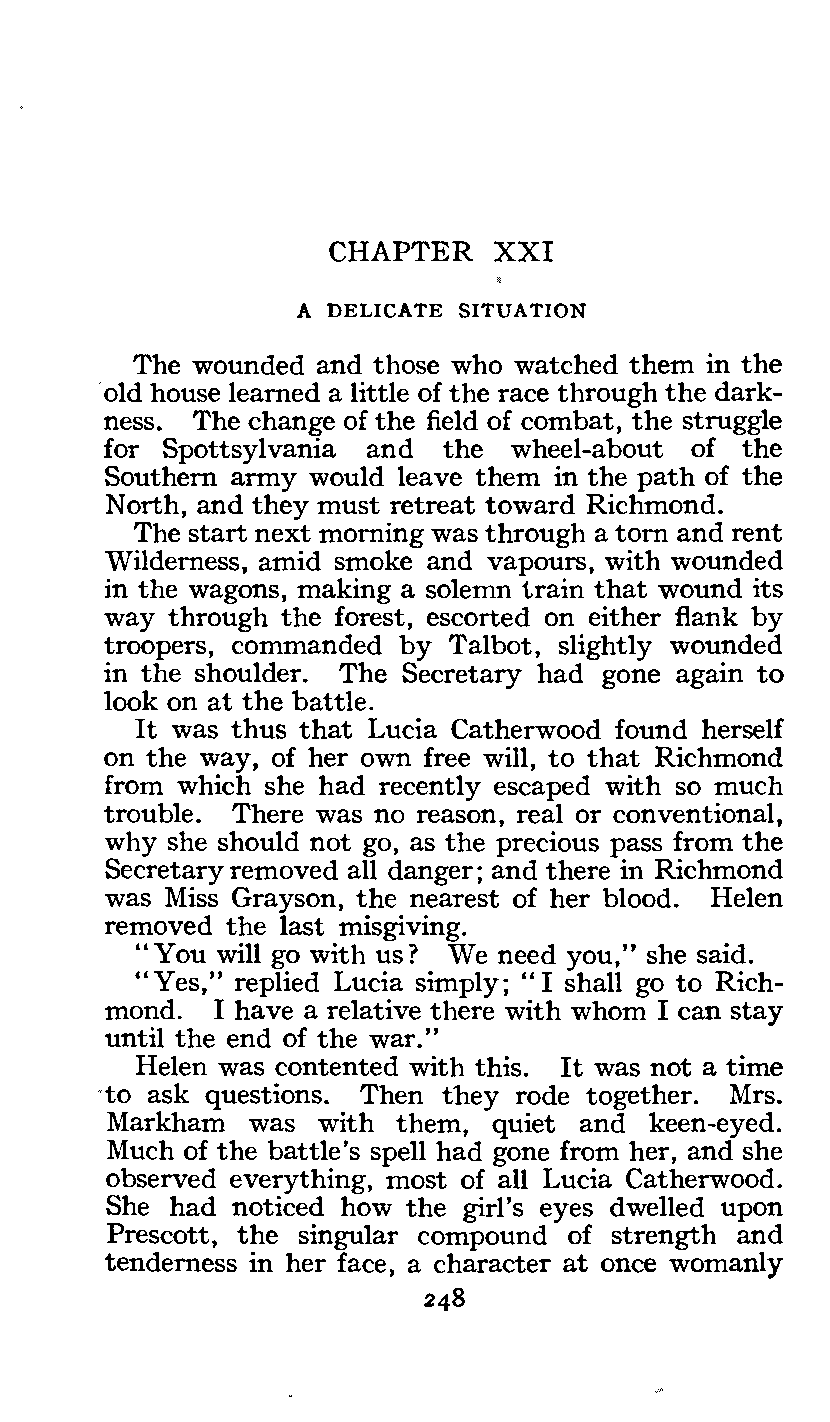 CHAPTER XXI
A DELICATE SITUATION
The wounded and those who watched them in the
old house learned a little of the race through the dark-
ness. The change of the field of combat, the struggle
for Spottsylvania and the wheel-about of the
Southern army would leave them in the path of the
North, and they must retreat toward Richmond.
The start next morning was through a torn and rent
Wilderness, amid smoke and vapours, with wounded
in the wagons, making a solemn train that wound its
way through the forest, escorted on either flank by
troopers, commanded by Talbot, slightly wounded
in the shoulder. The Secretary had gone again to
look on at the battle.
It was thus that Lucia Catherwood found herself
on the way, of her own free will, to that Richmond
from which she had recently escaped with so much
trouble. There was no reason, real or conventional,
why she should not go, as the precious pass from the
Secretary removed all danger; and there in Richmond
was Miss Grayson, the nearest of her blood. Helen
removed the last misgiving.
"You will go with us? We need you," she said.
"Yes," replied Lucia simply; "I shall go to Rich-
mond. I have a relative there with whom I can stay
until the end of the war."
Helen was contented with this. It was not a time
to ask questions. Then they rode together. Mrs.
Markham was with them, quiet and keen-eyed.
Much of the battle's spell had gone from her, and she
observed everything, most of all Lucia Catherwood.
She had noticed how the girl's eyes dwelled upon
Prescott, the singular compound of strength and
tenderness in her face, a character at once womanly
248